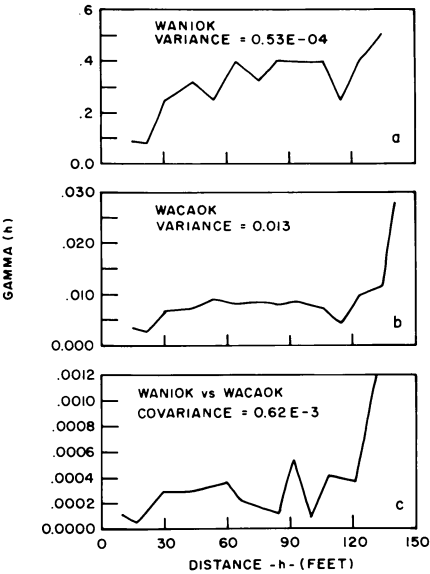 .6
.4
.2
0.0
WANIOK
VARIANCE = 0.53E-04
a
.030
.020
.010
0.000
WACAOK
VARIANCE = 0.013
b
GAMMA (h)
.0012
.0010
.0008
.0006
.0004
.0002
0.0000
WANIOK vs WACAOK
COVARIANCE = 0.62E-3
c
0 30 60 90 120 150
DISTANCE -h-(FEET)